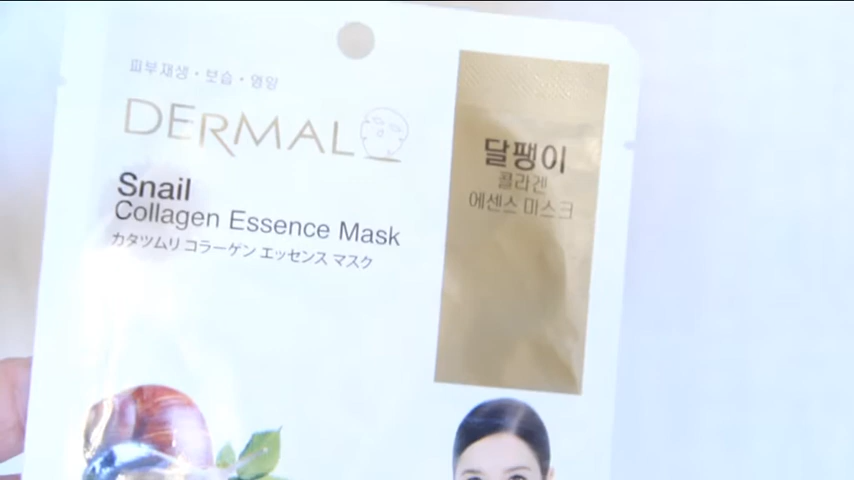 피부재생 · 보습 · 영양
DERMAL
Snail
Collagen Essence Mask
カタツムリ コラーゲン エッセンス マスク
달팽이
콜라겐
에센스 마스크